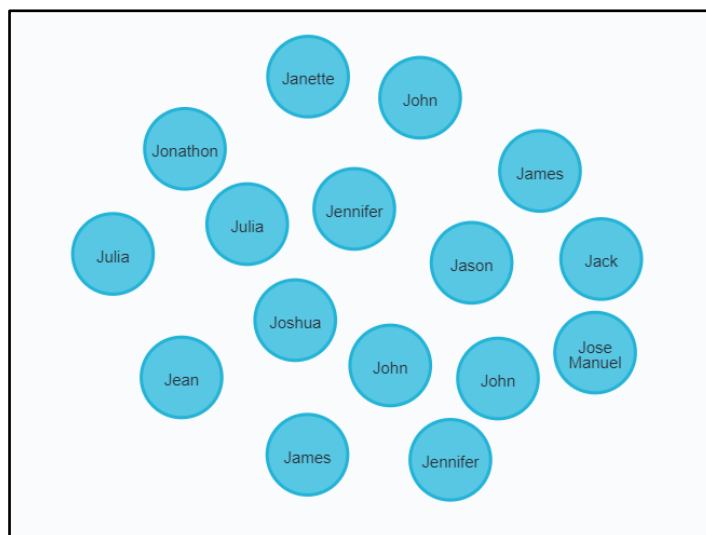 Janette
John
Jonathon
James
Jennifer
Julia
Julia
Jason
Jack
Joshua
Jose
Manuel
John
Jean
John
James
Jennifer